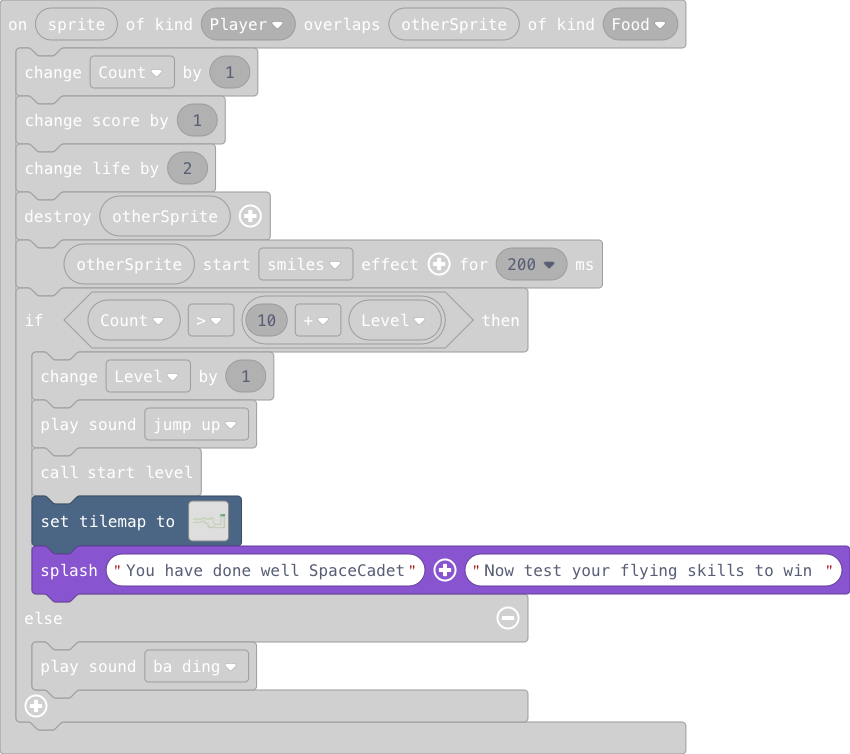 on sprite of kind Player overlaps otherSprite of kind Food
change Count by 1
change score by 1
change life by 2
destroy otherSprite
otherSprite start smiles effect for 200 ms
if Count > 10 + Level then
change Level by 1
play sound jump up
call start level
set tilemap to
splash "You have done well SpaceCadet" "Now test your flying skills to win "
else
play sound ba ding